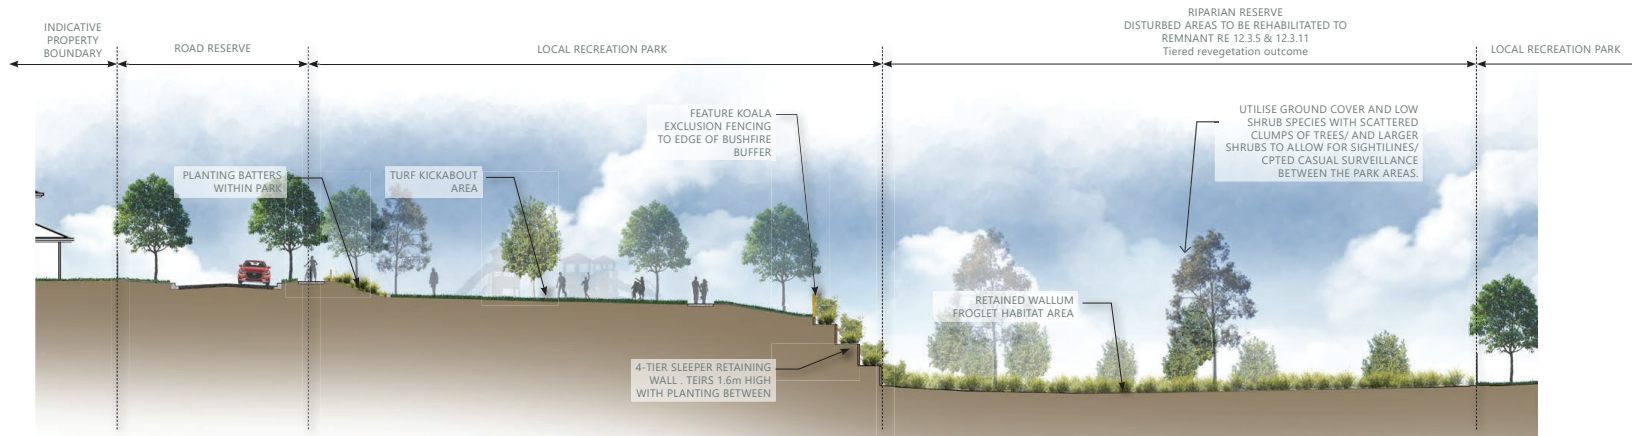 INDICATIVE
PROPERTY
BOUNDARY
ROAD RESERVE
LOCAL RECREATION PARK
RIPARIAN RESERVE
DISTURBED AREAS TO BE REHABILITATED TO
REMNANT RE 12.3.5 & 12.3.11
Tiered revegetation outcome
LOCAL RECREATION PARK
PLANTING BATTERS
WITHIN PARK
TURF KICKABOUT
AREA
FEATURE KOALA
EXCLUSION FENCING
TO EDGE OF BUSHFIRE
BUFFER
UTILISE GROUND COVER AND LOW
SHRUB SPECIES WITH SCATTERED
CLUMPS OF TREES/ AND LARGER
SHRUBS TO ALLOW FOR SIGHTILINES/
CPTED CASUAL SURVEILLANCE
BETWEEN THE PARK AREAS.
RETAINED WALLUM
FROGLET HABITAT AREA
4-TIER SLEEPER RETAINING
WALL . TEIRS 1.6m HIGH
WITH PLANTING BETWEEN